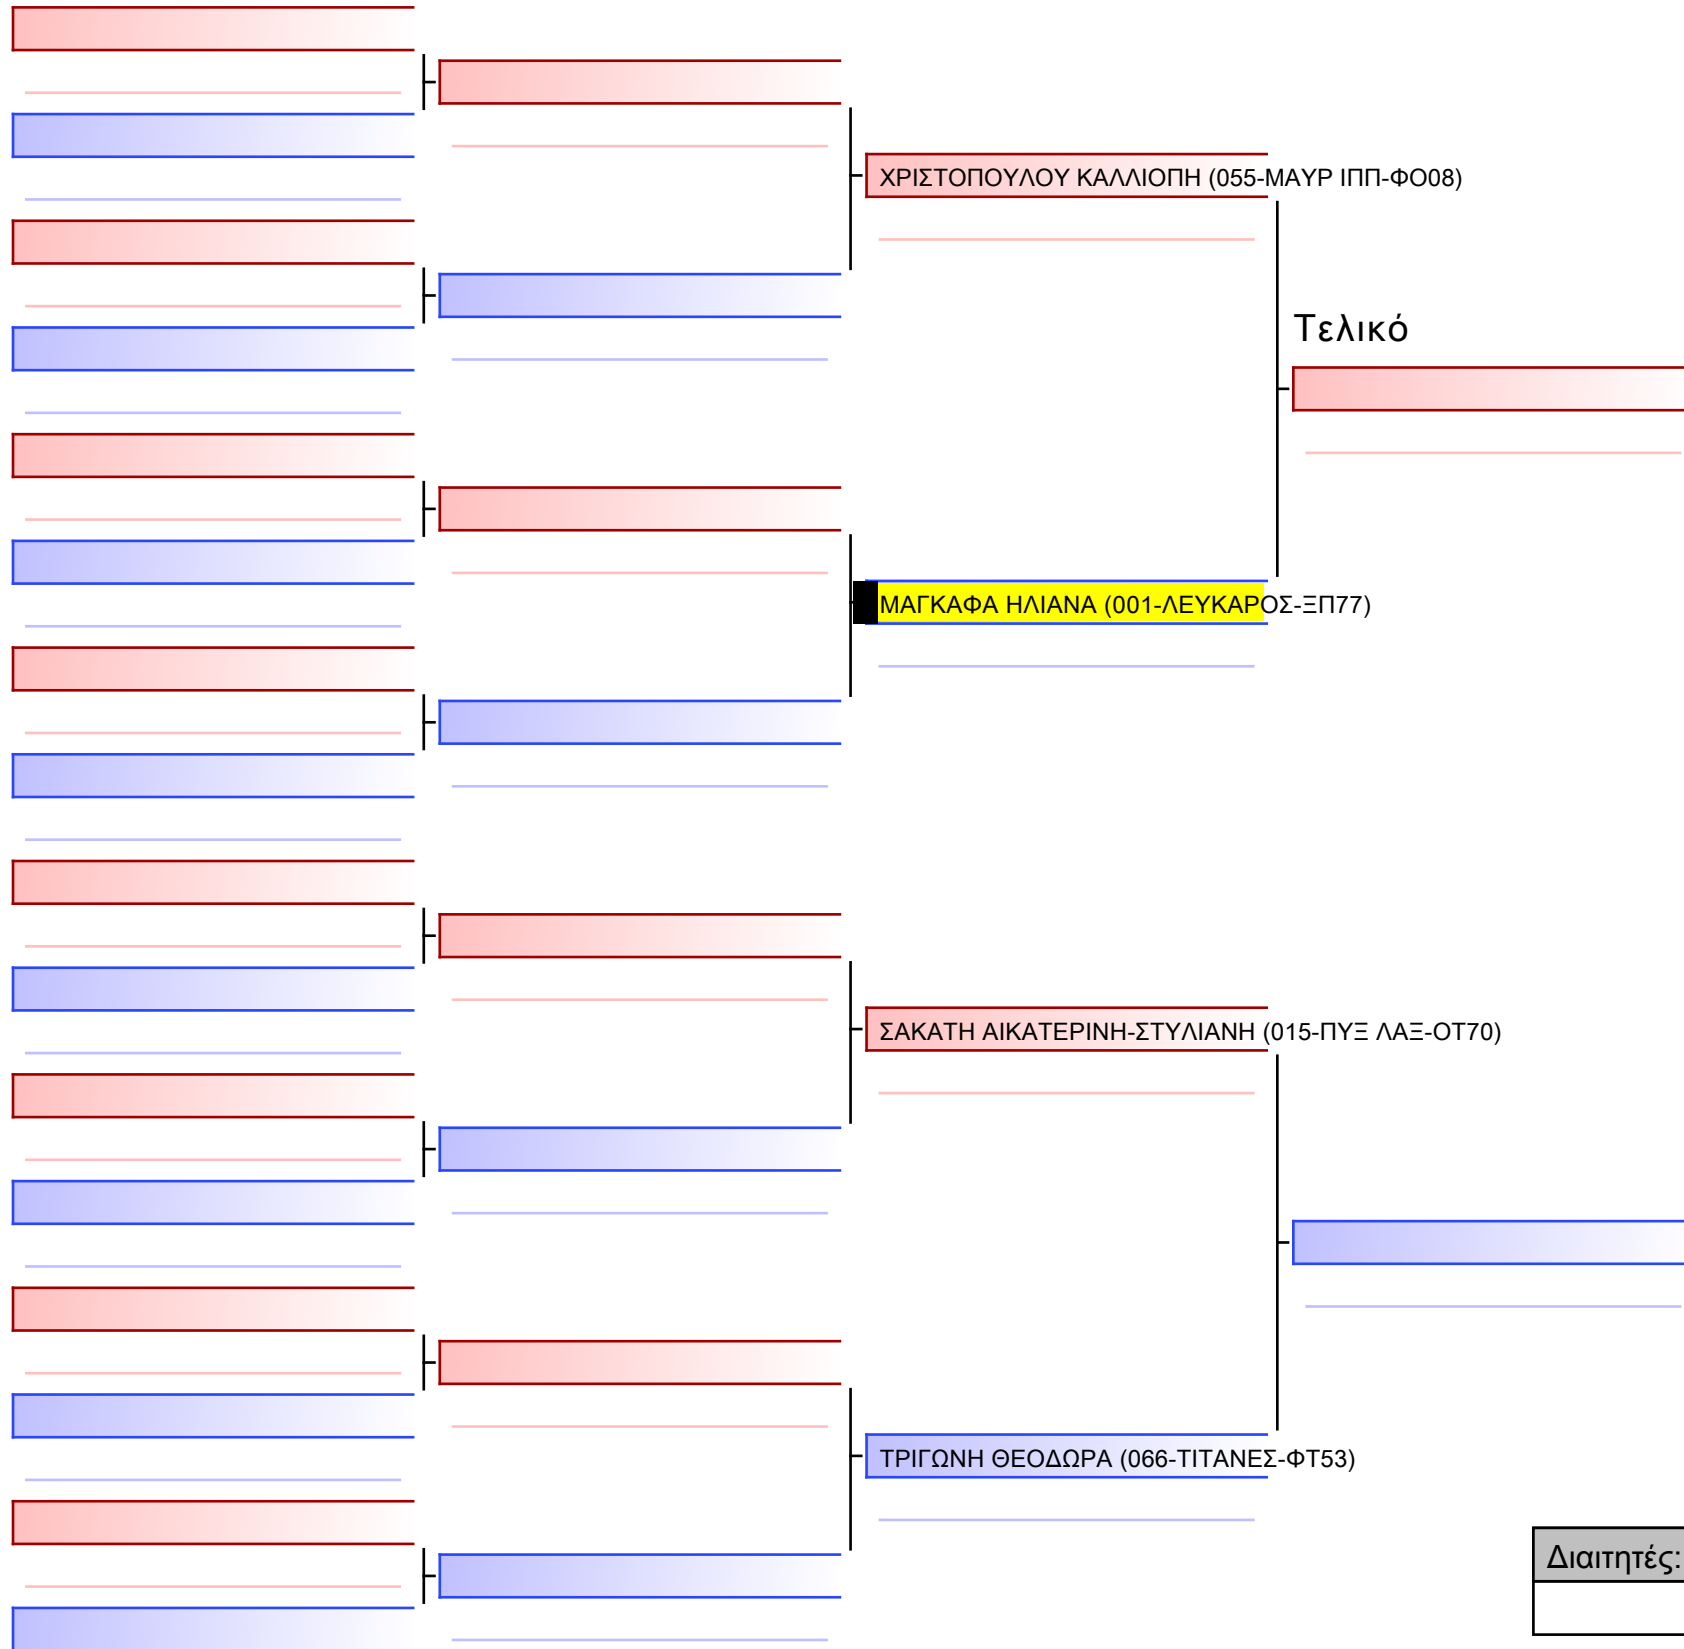 ΧΡΙΣΤΟΠΟΥΛΟΥ ΚΑΛΛΙΟΠΗ (055-ΜΑΥΡ ΙΠΠ-ΦΟ08)
Τελικό
ΜΑΓΚΑΦΑ ΗΛΙΑΝΑ (001-ΛΕΥΚΑΡΟΣ-ΞΠ77)
ΣΑΚΑΤΗ ΑΙΚΑΤΕΡΙΝΗ-ΣΤΥΛΙΑΝΗ (015-ΠΥΞ ΛΑΞ-ΟΤ70)
ΤΡΙΓΩΝΗ ΘΕΟΔΩΡΑ (066-ΤΙΤΑΝΕΣ-ΦΤ53)
Διαιτητές: